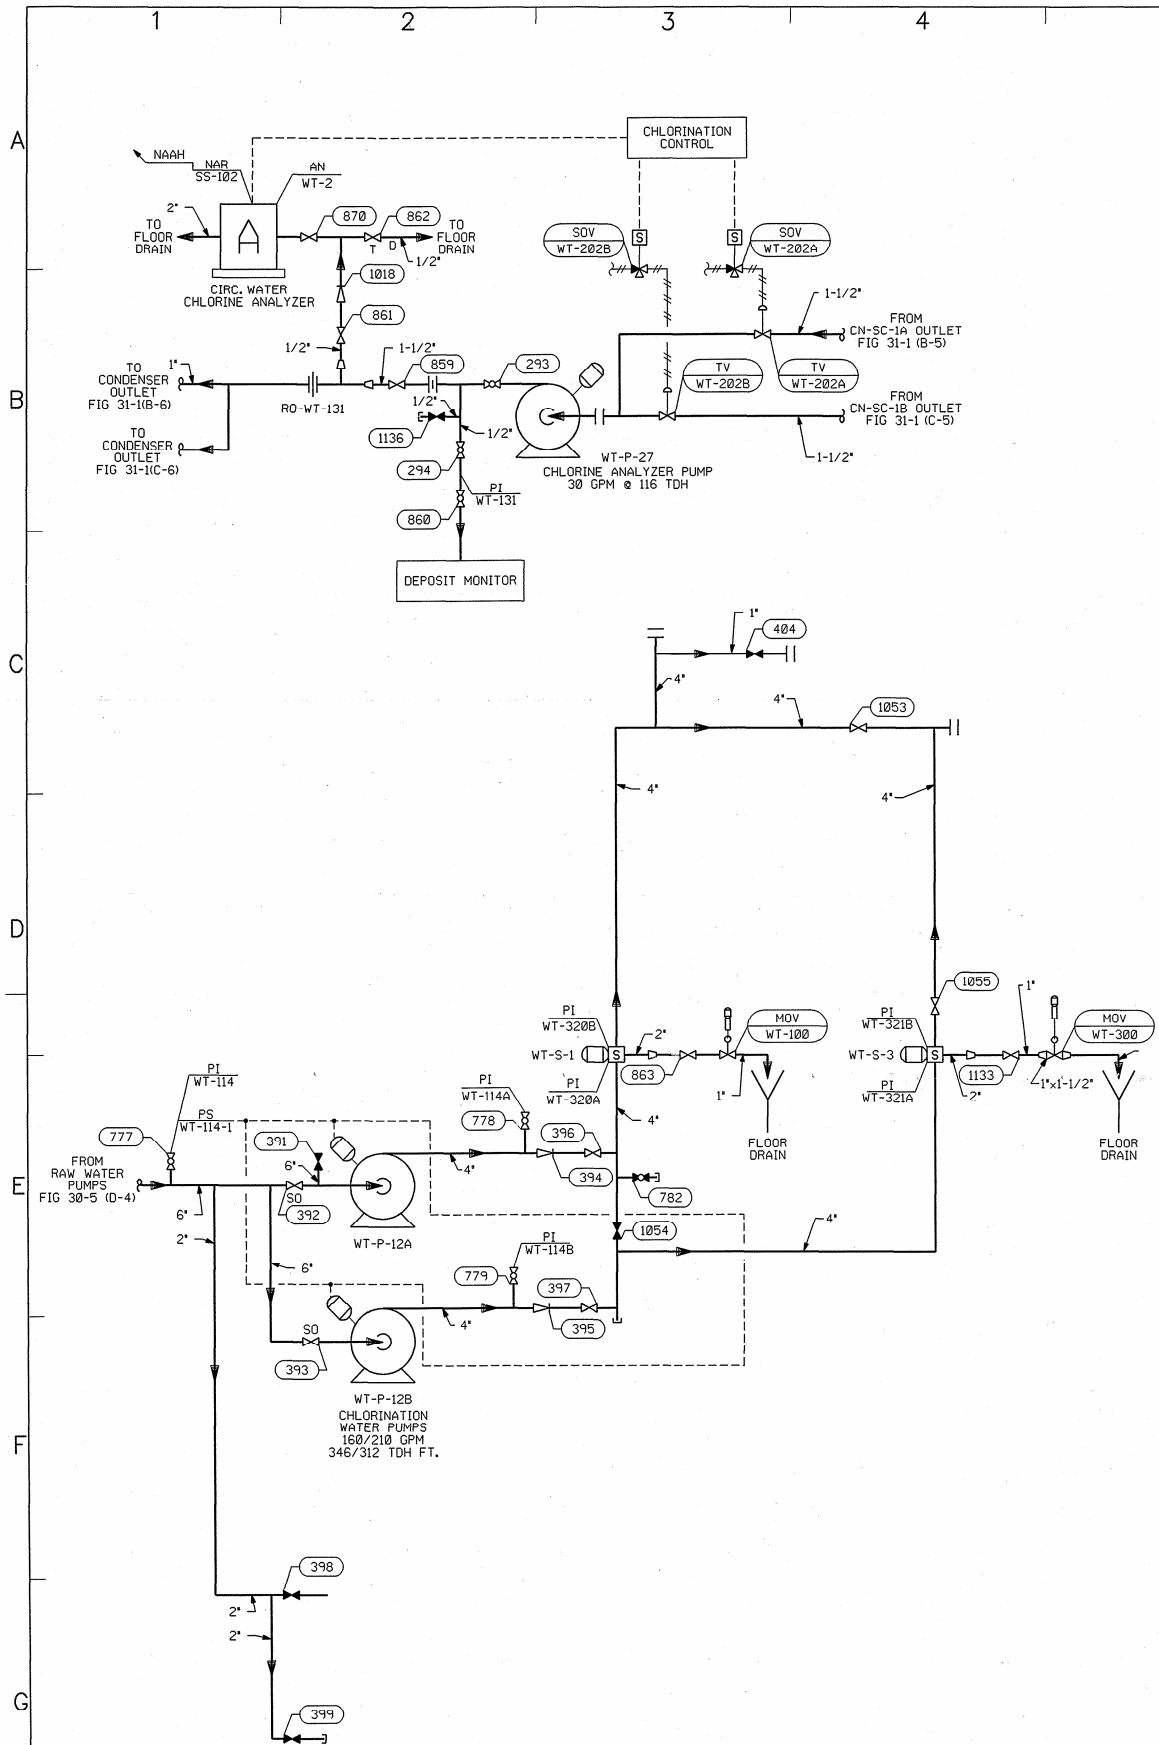 1
2
3
4
A
CHLORINATION
CONTROL
NAAH
NAR
SS-102
AN
WT-2
2"
870
862
TO
FLOOR
DRAIN
TO
FLOOR
DRAIN
T
D
1/2"
SOV
WT-202B
S
S
SOV
WT-202A
1018
CIRC. WATER
CHLORINE ANALYZER
861
1-1/2"
FROM
CN-SC-1A OUTLET
FIG 31-1 (B-5)
1/2"
1-1/2"
859
293
TV
WT-202B
TV
WT-202A
B
TO
CONDENSER
OUTLET
FIG 31-1(B-6)
1"
RO-WT-131
1/2"
1136
1/2"
FROM
CN-SC-1B OUTLET
FIG 31-1 (C-5)
1-1/2"
TO
CONDENSER
OUTLET
FIG 31-1(C-6)
294
WT-P-27
CHLORINE ANALYZER PUMP
30 GPM @ 116 TDH
PI
WT-131
860
DEPOSIT MONITOR
C
1"
404
4"
4"
1053
4"
4"
D
1055
1"
PI
WT-320B
2"
MOV
WT-100
PI
WT-321B
MOV
WT-300
WT-S-1
S
WT-S-3
S
863
1"
1133
1"x1-1/2"
PI
WT-320A
PI
WT-321A
2"
4"
FLOOR
DRAIN
FLOOR
DRAIN
PI
WT-114
PI
WT-114A
PS
WT-114-1
778
777
391
396
E
FROM
RAW WATER
PUMPS
FIG 30-5 (D-4)
6"
4"
394
6"
SO
392
782
2"
WT-P-12A
1054
4"
PI
WT-114B
6"
779
397
4"
395
SO
393
WT-P-12B
CHLORINATION
WATER PUMPS
160/210 GPM
346/312 TDH FT.
F
398
2"
2"
G
399